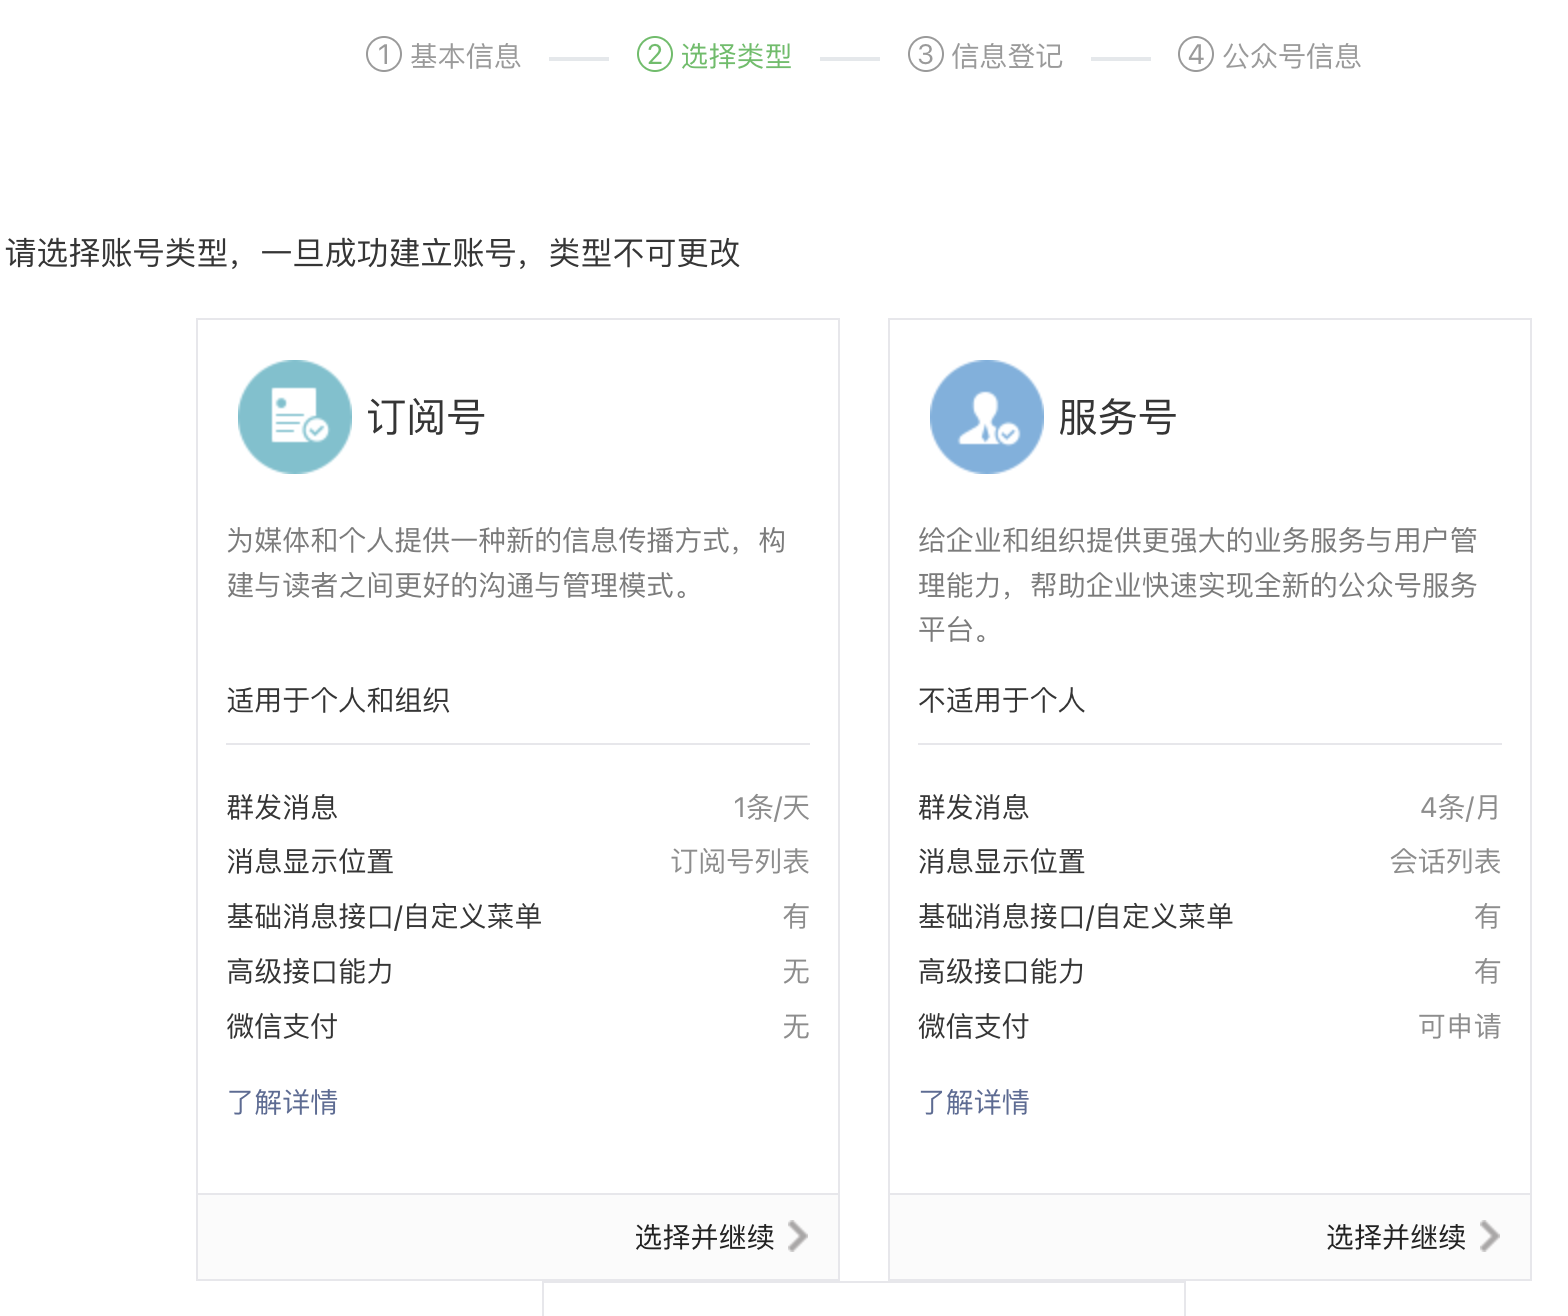 ① 基本信息 ② 选择类型 ③ 信息登记 ④ 公众号信息
请选择账号类型，一旦成功建立账号，类型不可更改
订阅号
为媒体和个人提供一种新的信息传播方式，构
建与读者之间更好的沟通与管理模式。
适用于个人和组织
群发消息 1条/天
消息显示位置 订阅号列表
基础消息接口/自定义菜单 有
高级接口能力 无
微信支付 无
了解详情
选择并继续
服务号
给企业和组织提供更强大的业务服务与用户管
理能力，帮助企业快速实现全新的公众号服务
平台。
不适用于个人
群发消息 4条/月
消息显示位置 会话列表
基础消息接口/自定义菜单 有
高级接口能力 有
微信支付 可申请
了解详情
选择并继续